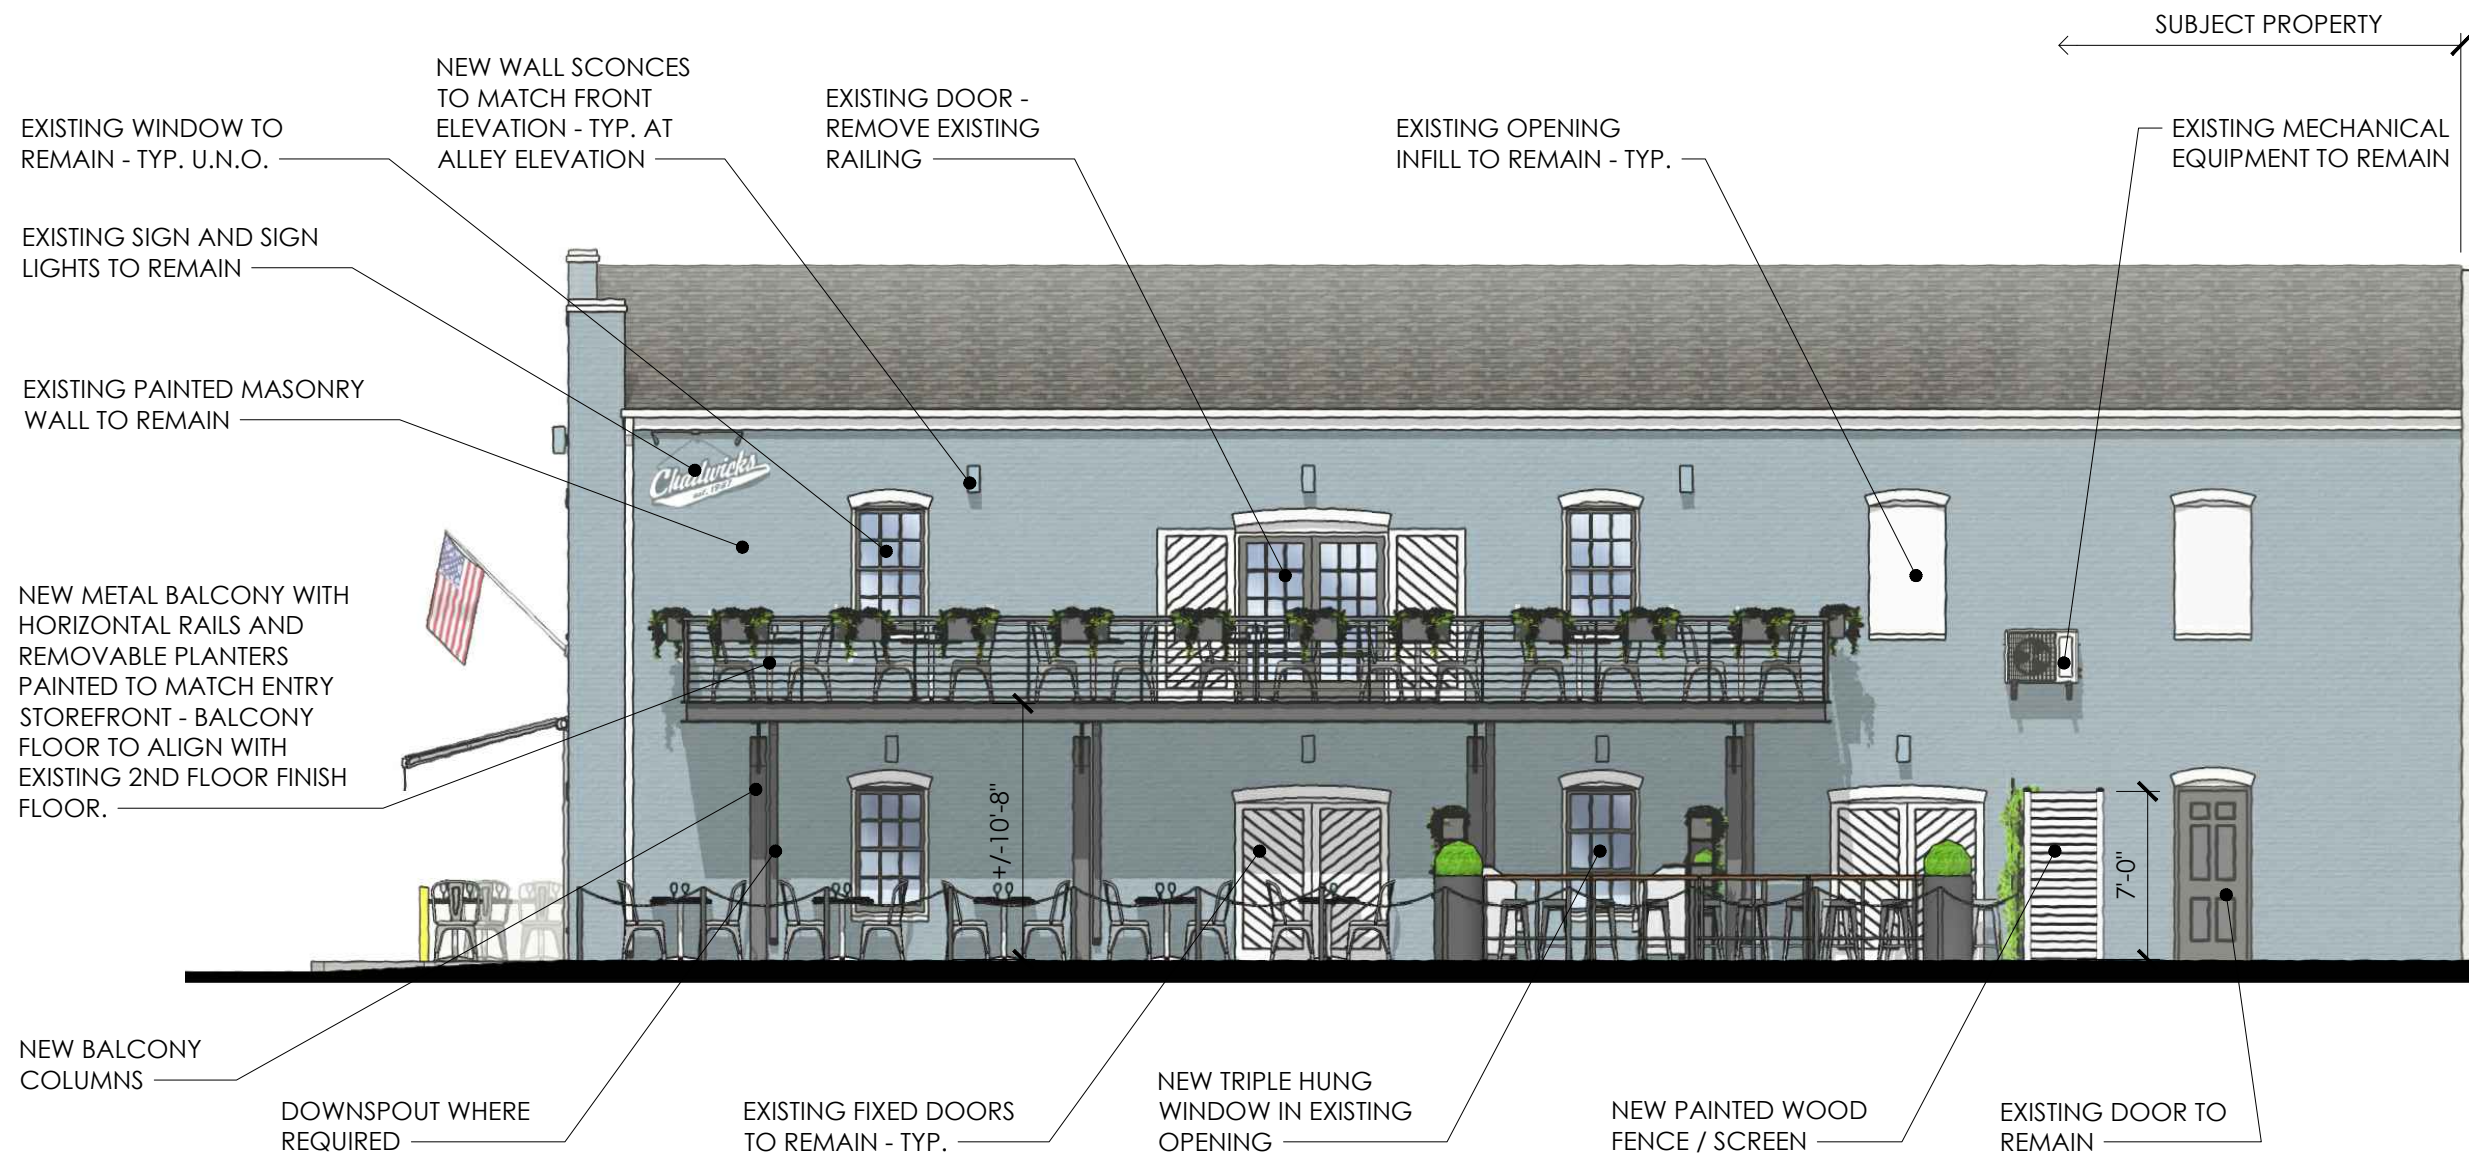 SUBJECT PROPERTY
NEW WALL SCONCES
TO MATCH FRONT
ELEVATION - TYP. AT
ALLEY ELEVATION
EXISTING DOOR -
REMOVE EXISTING
RAILING
EXISTING WINDOW TO
REMAIN - TYP. U.N.O.
EXISTING OPENING
INFILL TO REMAIN - TYP.
EXISTING MECHANICAL
EQUIPMENT TO REMAIN
EXISTING SIGN AND SIGN
LIGHTS TO REMAIN
EXISTING PAINTED MASONRY
WALL TO REMAIN
Chadwicks
est. 1967
NEW METAL BALCONY WITH
HORIZONTAL RAILS AND
REMOVABLE PLANTERS
PAINTED TO MATCH ENTRY
STOREFRONT - BALCONY
FLOOR TO ALIGN WITH
EXISTING 2ND FLOOR FINISH
FLOOR.
+/-10'-8"
7'-0"
NEW BALCONY
COLUMNS
DOWNSPOUT WHERE
REQUIRED
EXISTING FIXED DOORS
TO REMAIN - TYP.
NEW TRIPLE HUNG
WINDOW IN EXISTING
OPENING
NEW PAINTED WOOD
FENCE / SCREEN
EXISTING DOOR TO
REMAIN